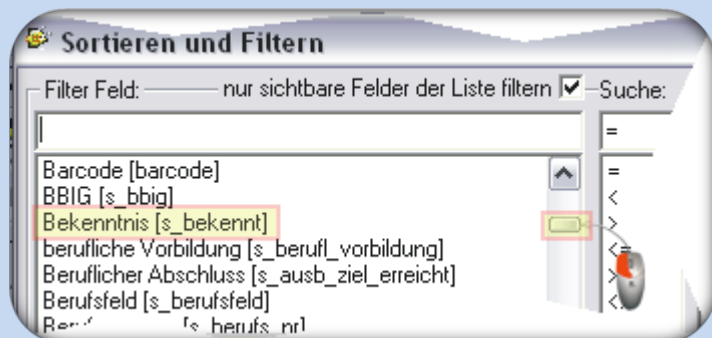 Sortieren und Filtern
Filter Feld: nur sichtbare Felder der Liste filtern Suche:
=
Barcode [barcode] =
BBIG [s_bbig] <
Bekenntnis [s_bekennt] >
berufliche Vorbildung [s_berufl_vorbildung] <=
Beruflicher Abschluss [s_ausb_ziel_erreicht] >
Berufsfeld [s_berufsfeld] <
[s_berufs_nr]